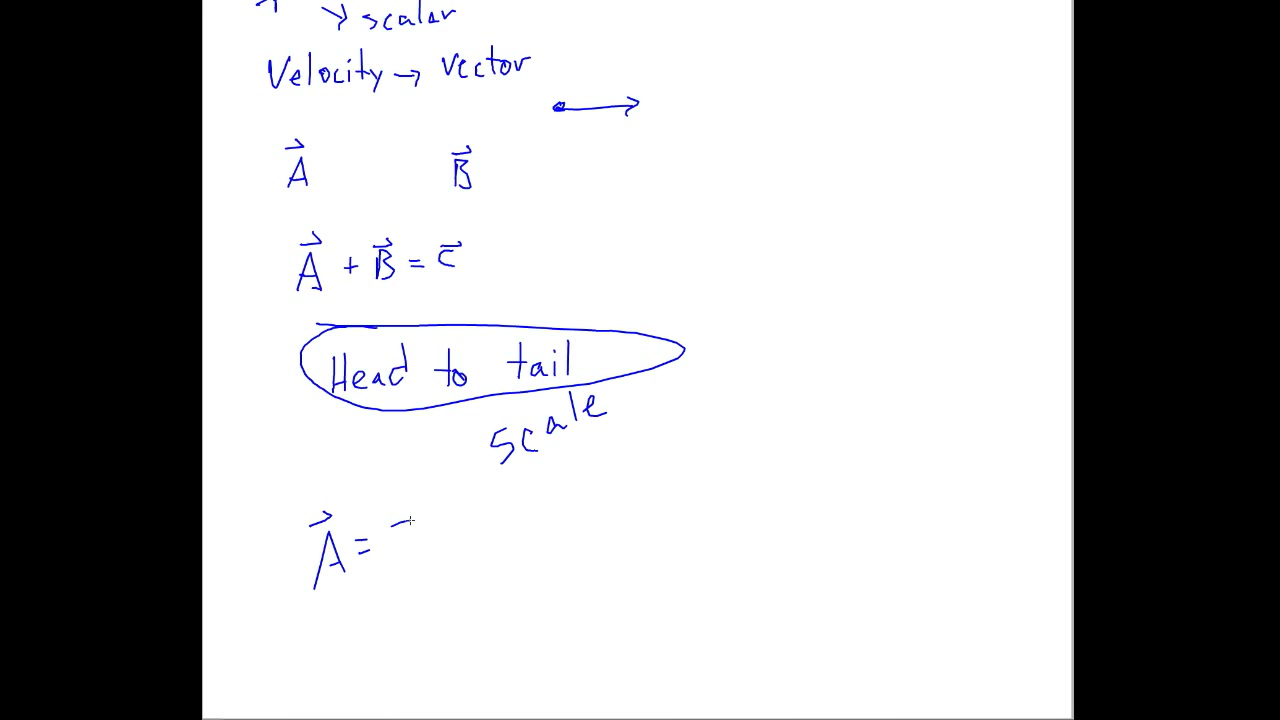 → scalar
Velocity → vector
A⃗ B⃗
A⃗ + B⃗ = C⃗
Head to tail
scale
A⃗ =